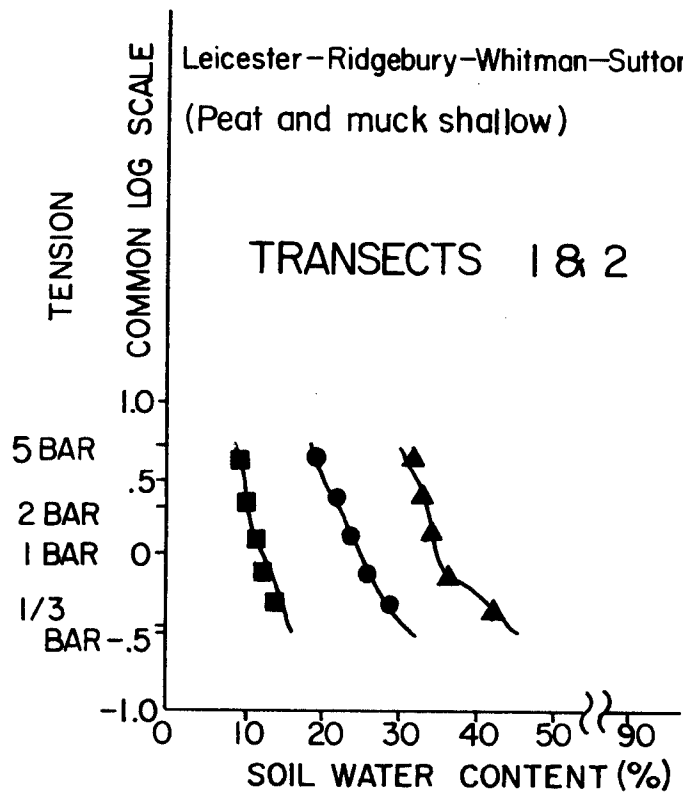 Leicester-Ridgebury-Whitman-Sutton
(Peat and muck shallow)
TENSION
COMMON LOG SCALE
TRANSECTS 1 & 2
1.0
5 BAR
.5
2 BAR
1 BAR 0
1/3
BAR -.5
-1.0
0 10 20 30 40 50 90
SOIL WATER CONTENT (%)